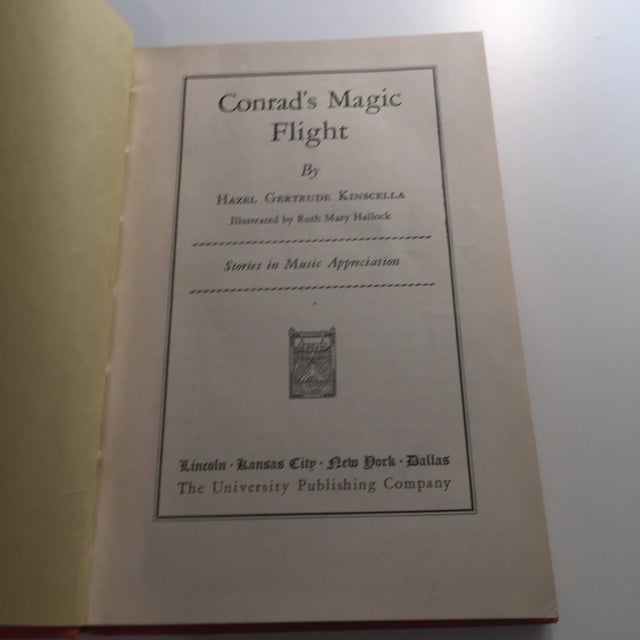 Conrad's Magic
Flight
By
HAZEL GERTRUDE KINSCELLA
Illustrated by Ruth Mary Hallock
Stories in Music Appreciation
Lincoln · Kansas City · New York · Dallas
The University Publishing Company